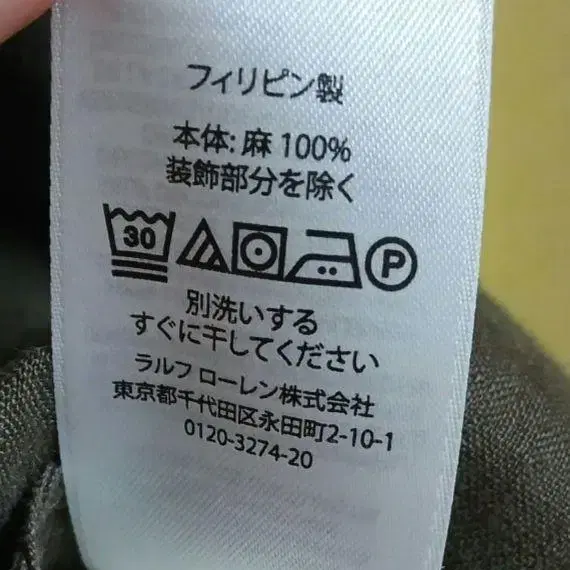 フィリピン製
本体: 麻 100%
装飾部分を除く
30 P
別洗いする
すぐに干してください
ラルフ ローレン株式会社
東京都千代田区永田町2-10-1
0120-3274-20